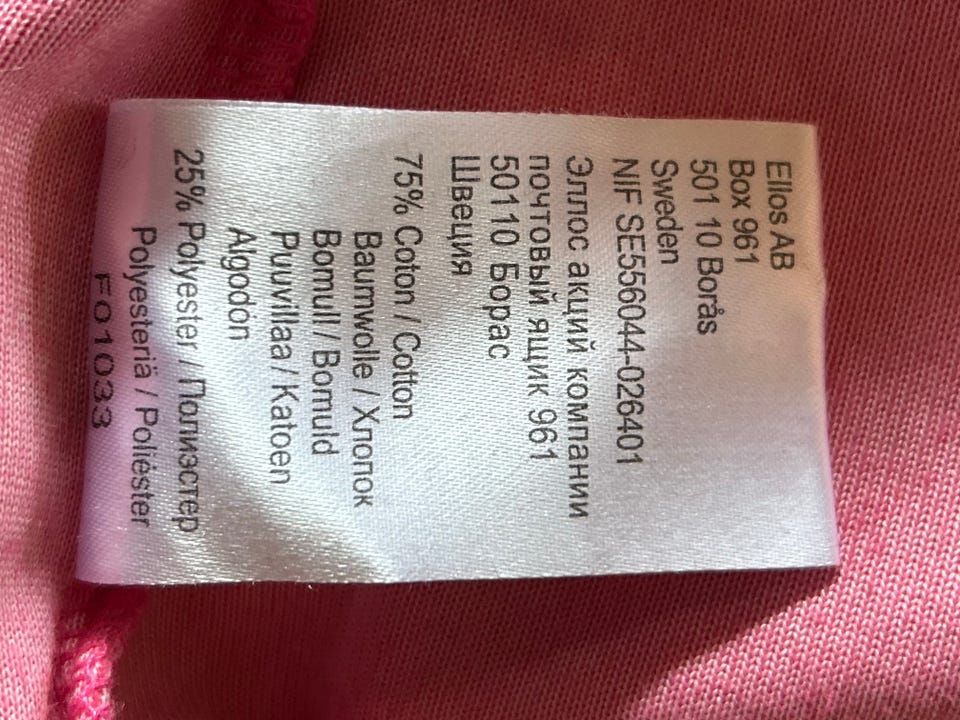 Ellos AB
Box 961
501 10 Borås
Sweden
NIF SE556044-026401
Эллос акций компании
почтовый ящик 961
50110 Борас
Швеция
75% Coton / Cotton
Baumwolle / Хлопок
Bomull / Bomuld
Puuvillaa / Katoen
Algodón
25% Polyester / Полиэстер
Polyesteriä / Poliéster
F01033